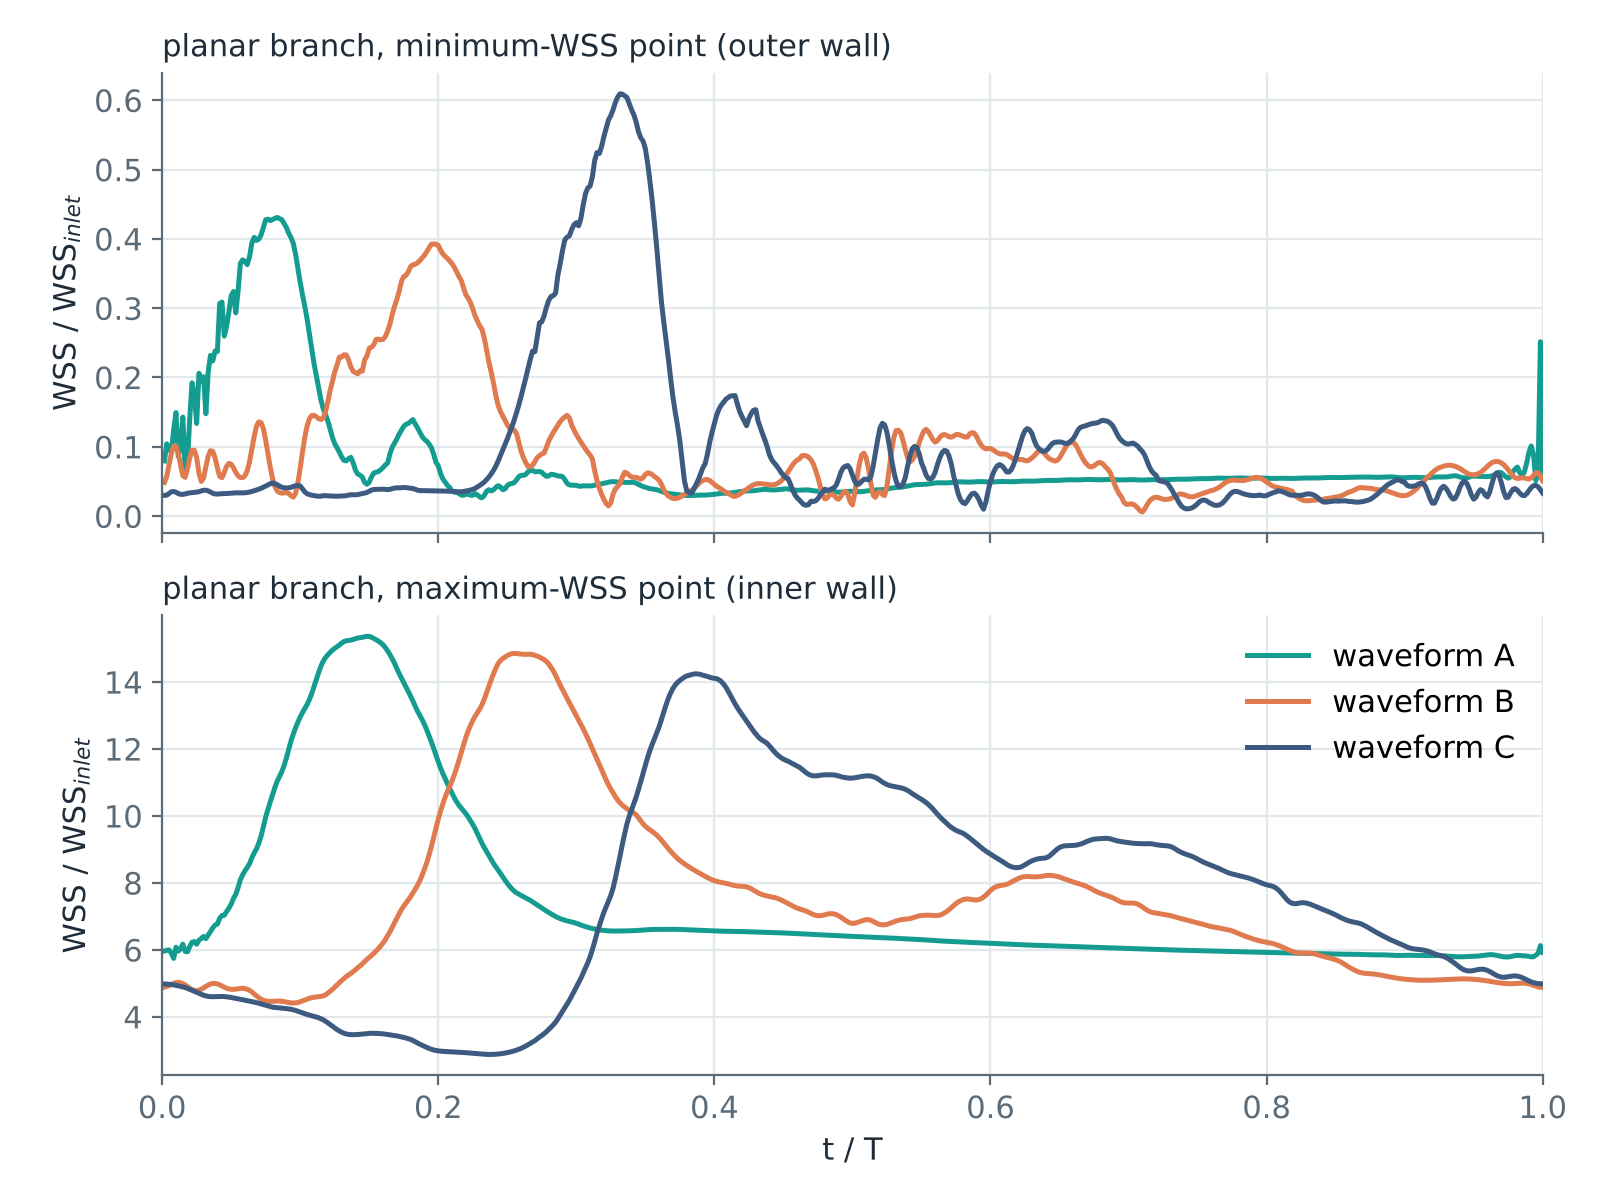 planar branch, minimum-WSS point (outer wall)
WSS / WSS_inlet
0.6
0.5
0.4
0.3
0.2
0.1
0.0
planar branch, maximum-WSS point (inner wall)
WSS / WSS_inlet
14
12
10
8
6
4
waveform A
waveform B
waveform C
0.0 0.2 0.4 0.6 0.8 1.0
t / T